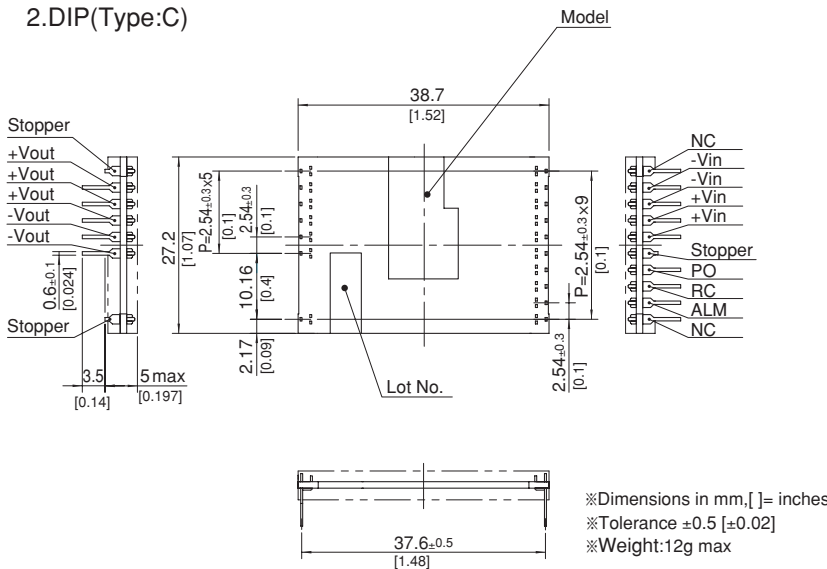 2.DIP(Type:C)
Model
38.7
[1.52]
Stopper
+Vout
+Vout
+Vout
-Vout
-Vout
0.6±0.1
[0.024]
Stopper
3.5
[0.14]
5 max
[0.197]
27.2
[1.07]
P=2.54±0.3×5
[0.1]
2.54±0.3
[0.1]
10.16
[0.4]
2.17
[0.09]
Lot No.
P=2.54±0.3×9
[0.1]
2.54±0.3
[0.1]
NC
-Vin
-Vin
+Vin
+Vin
Stopper
PO
RC
ALM
NC
37.6±0.5
[1.48]
※Dimensions in mm,[ ]= inches
※Tolerance ±0.5 [±0.02]
※Weight:12g max